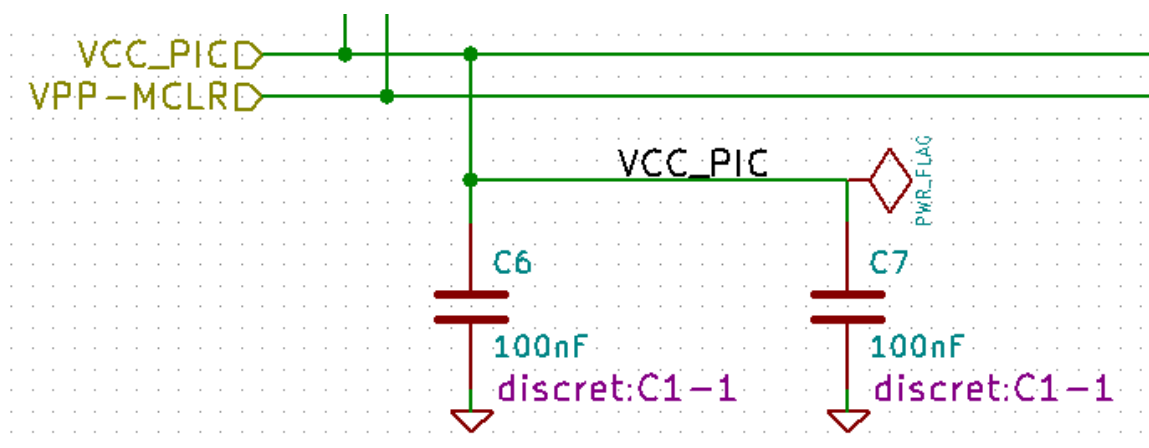 VCC_PIC
VPP-MCLR
VCC_PIC
PWR_FLAG
C6
C7
100nF
100nF
discret:C1-1
discret:C1-1